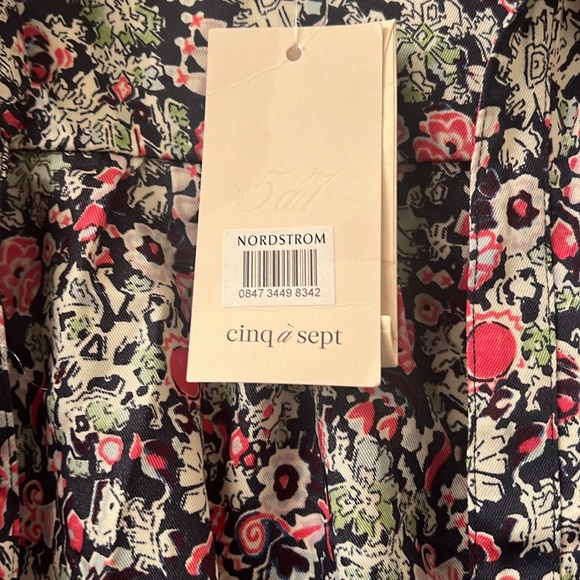 5à7
NORDSTROM
0847 3449 8342
cinq à sept